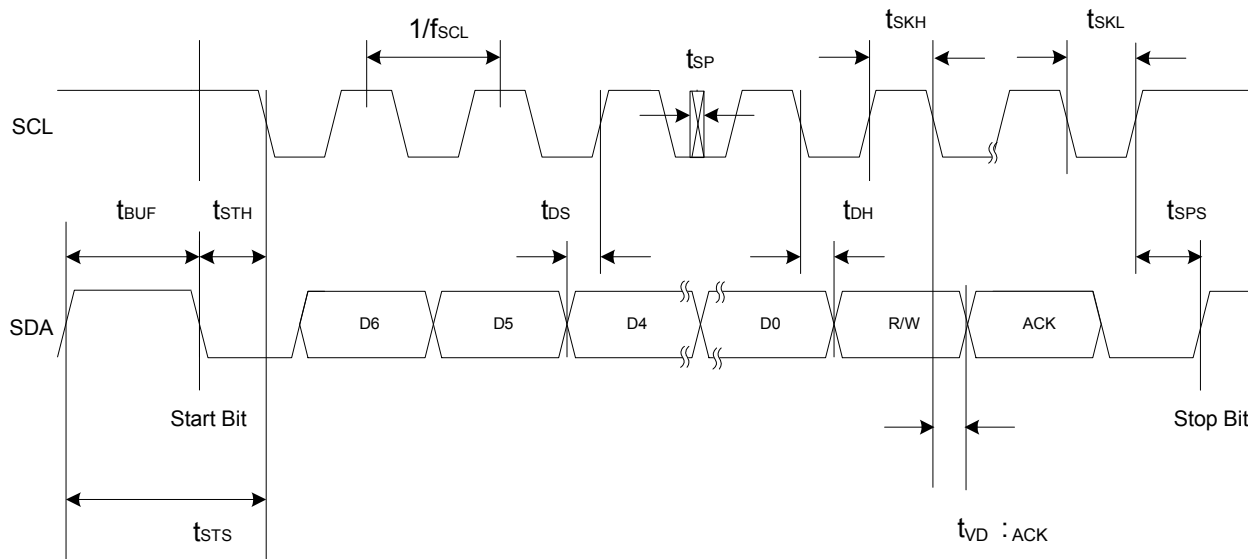 1/fSCL
tSKH
tSKL
tSP
SCL
tBUF
tSTH
tDS
tDH
tSPS
SDA
D6
D5
D4
D0
R/W
ACK
Start Bit
Stop Bit
tSTS
tVD :ACK